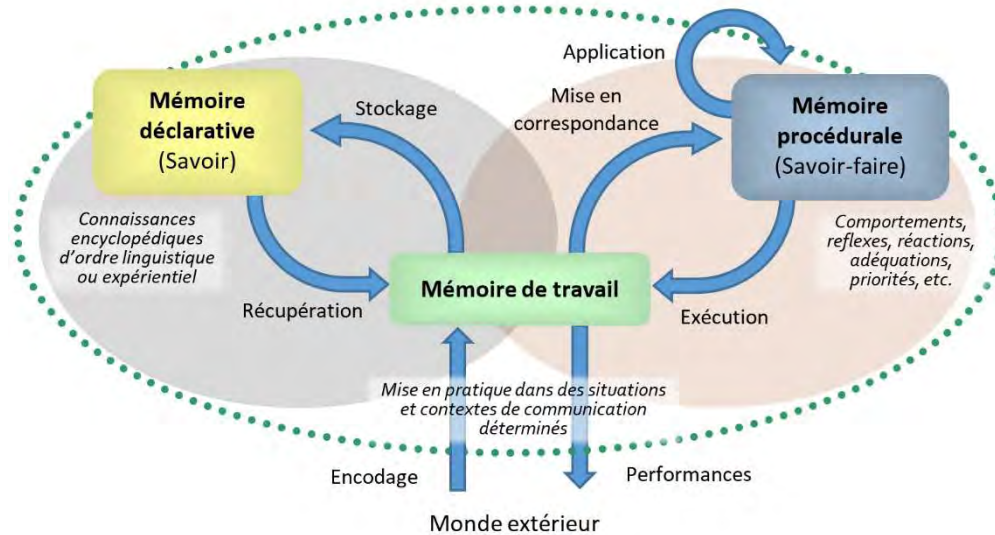 Application
Mémoire
déclarative
(Savoir)
Stockage
Mise en
correspondance
Mémoire
procédurale
(Savoir-faire)
Connaissances
encyclopédiques
d’ordre linguistique
ou expérientiel
Comportements,
reflexes, réactions,
adéquations,
priorités, etc.
Récupération
Mémoire de travail
Exécution
Mise en pratique dans des situations
et contextes de communication
déterminés
Encodage
Performances
Monde extérieur